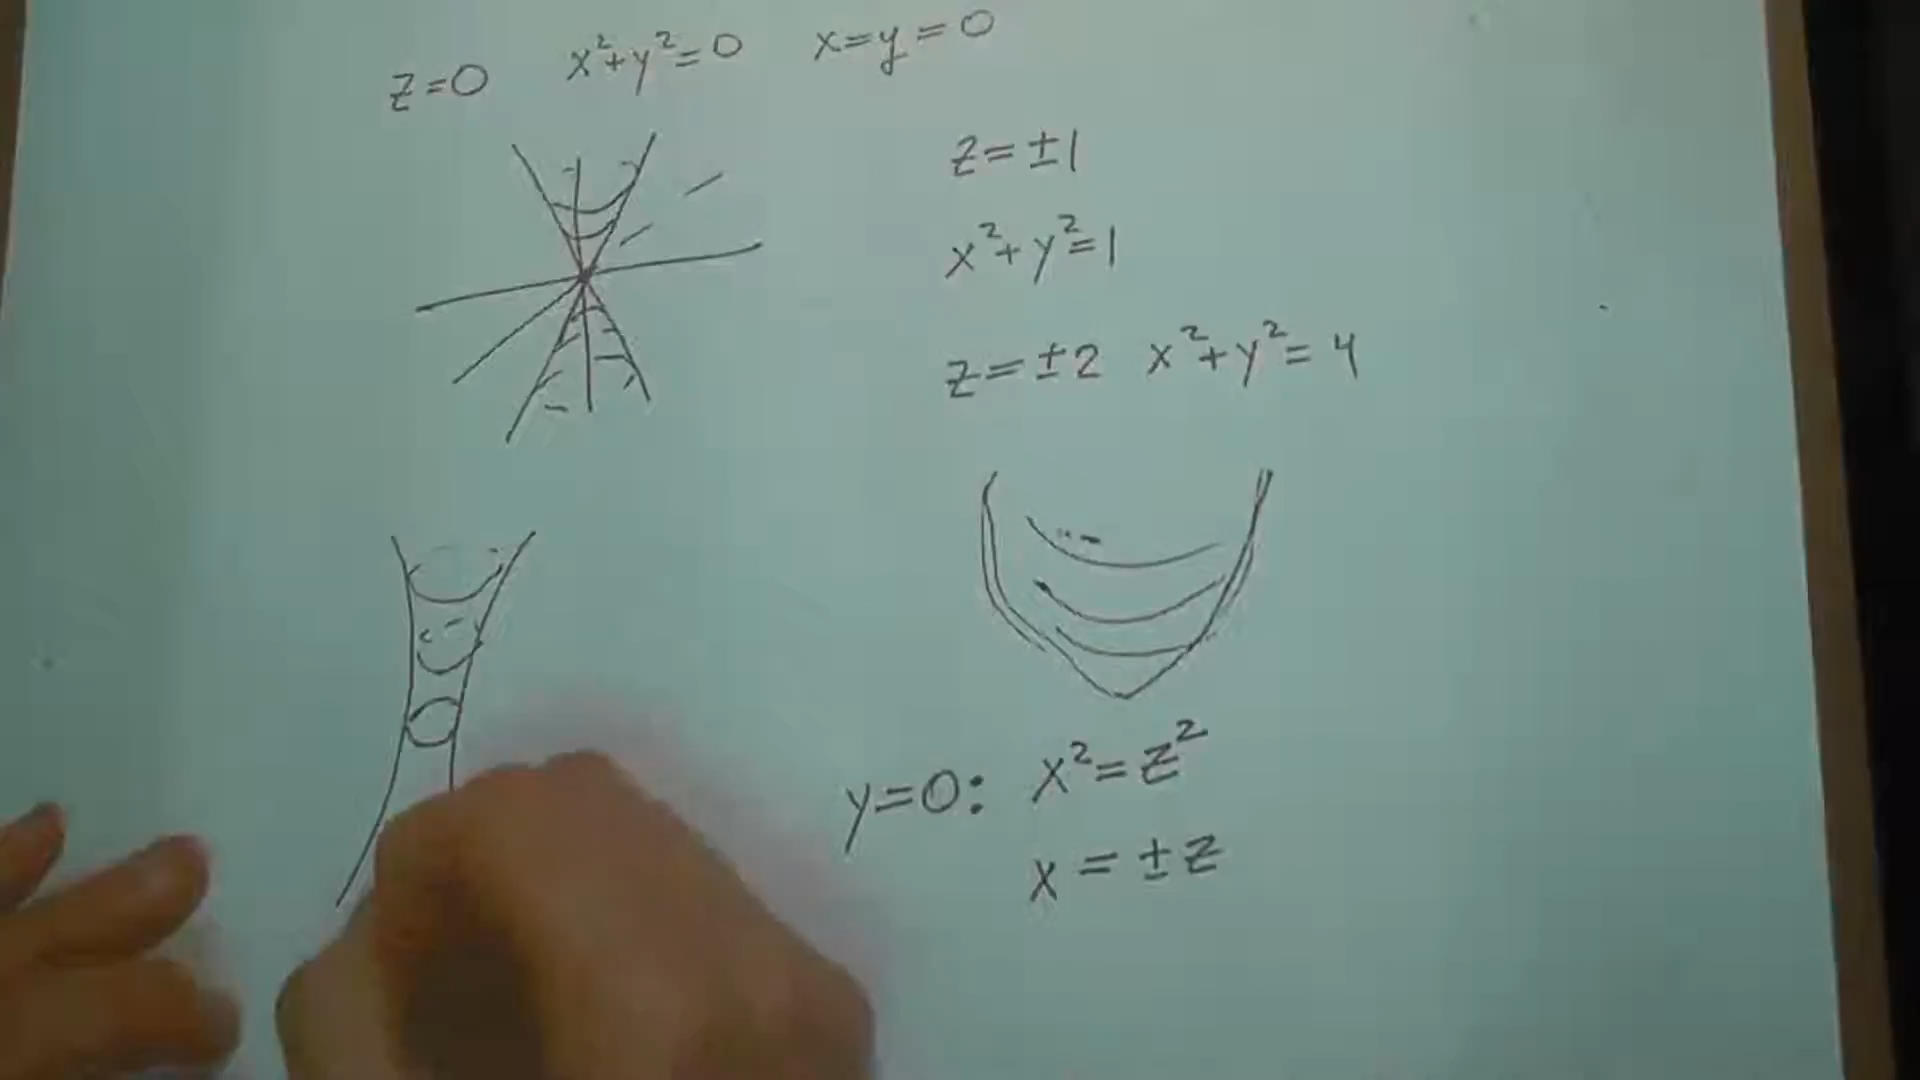 z=0 x²+y²=0 x=y=0
z=±1
x²+y²=1
z=±2 x²+y²=4
y=0: x²=z²
x=±z